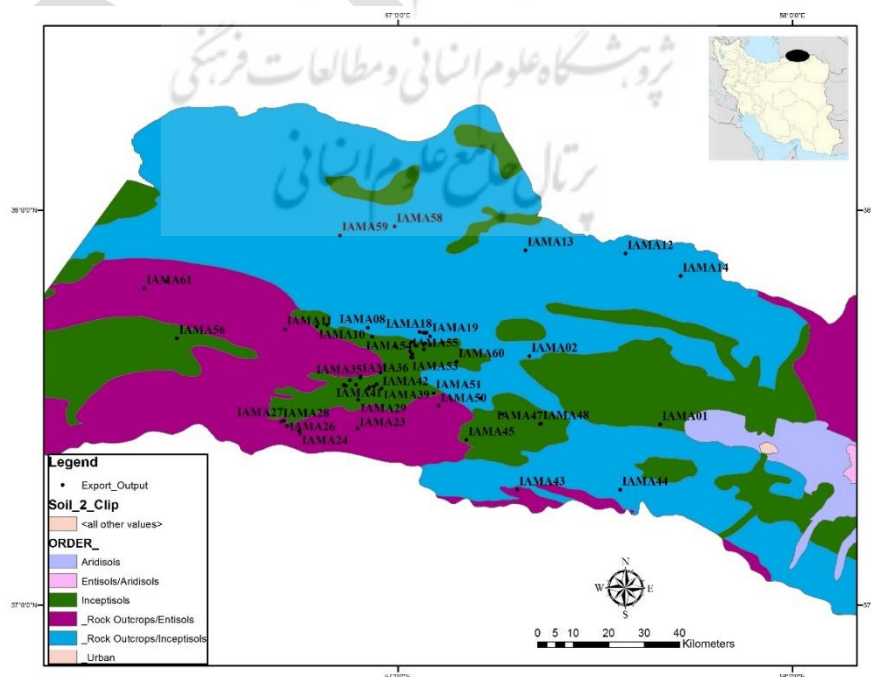 57°0'0"E
58°0'0"E
پژوهشگاه علوم انسانی و مطالعات فرهنگی
پرتال جامع علوم انسانی
38°0'0"N
IAMA58
IAMA59
IAMA13
IAMA12
IAMA14
IAMA61
IAMA11
IAMA08
IAMA18
IAMA19
IAMA10
IAMA56
IAMA54
IAMA55
IAMA02
IAMA60
IAMA35
IAMA36
IAMA53
IAMA42
IAMA51
IAMA41
IAMA39
IAMA50
IAMA29
IAMA27
IAMA28
IAMA47
IAMA48
IAMA01
IAMA26
IAMA23
IAMA24
IAMA45
IAMA43
IAMA44
Legend
Export_Output
Soil_2_Clip
<all other values>
ORDER_
Aridisols
Entisols/Aridisols
Inceptisols
_Rock Outcrops/Entisols
_Rock Outcrops/Inceptisols
_Urban
N
W E
S
0 5 10 20 30 40
Kilometers
37°0'0"N